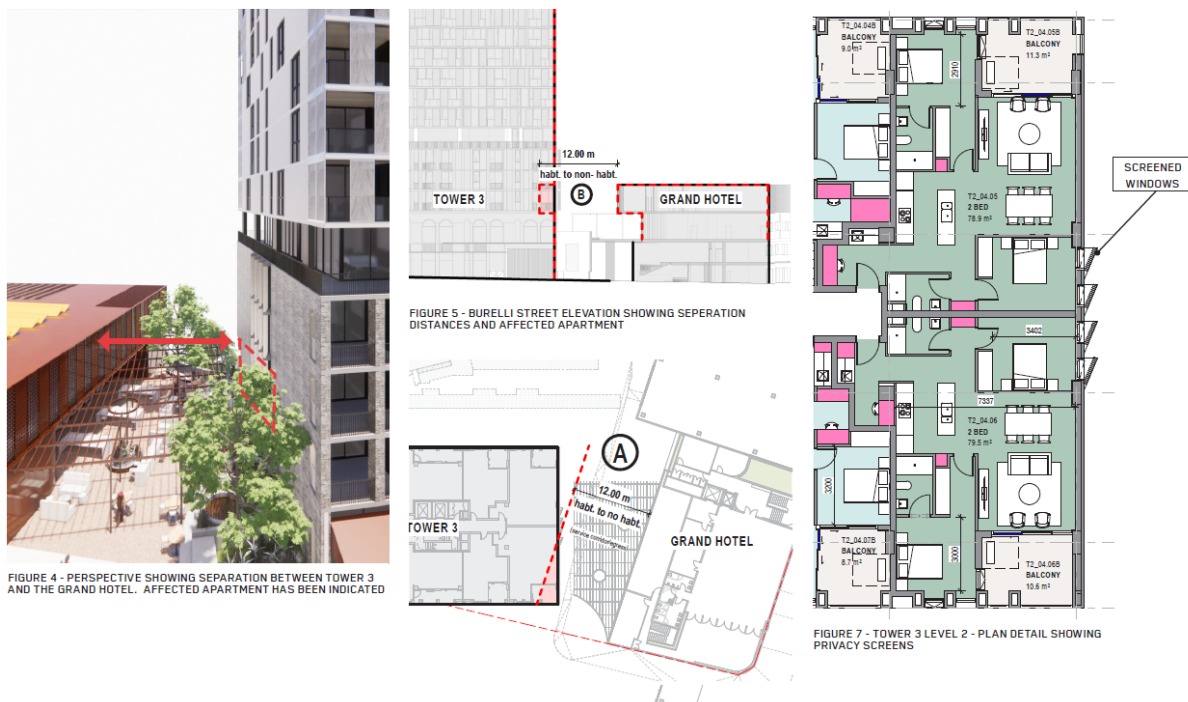 FIGURE 4 - PERSPECTIVE SHOWING SEPARATION BETWEEN TOWER 3
AND THE GRAND HOTEL. AFFECTED APARTMENT HAS BEEN INDICATED
12.00 m
habt. to non- habt.
B
TOWER 3
GRAND HOTEL
FIGURE 5 - BURELLI STREET ELEVATION SHOWING SEPERATION
DISTANCES AND AFFECTED APARTMENT
A
12.00 m
habt. to no habt.
TOWER 3
GRAND HOTEL
T2_04.04B
BALCONY
9.0 m²
2910
T2_04.05B
BALCONY
11.3 m²
SCREENED
WINDOWS
T2_04.05
2 BED
78.9 m²
3402
7337
T2_04.06
2 BED
79.5 m²
3200
T2_04.07B
BALCONY
8.7 m²
3000
T2_04.06B
BALCONY
10.6 m²
FIGURE 7 - TOWER 3 LEVEL 2 - PLAN DETAIL SHOWING
PRIVACY SCREENS